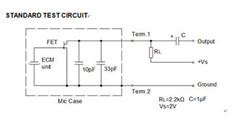 STANDARD TEST CIRCUIT
Term.1
+
C
Output
FET
RL
+Vs
ECM
unit
10pF
33pF
Ground
Term.2
Mic Case
RL=2.2kΩ C=1μF
Vs=2V